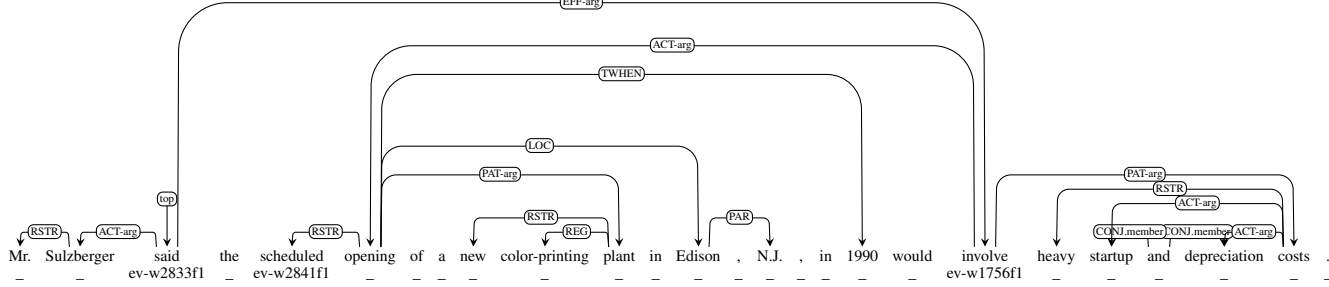 EFF-arg
ACT-arg
TWHEN
LOC
PAT-arg PAT-arg
top RSTR
ACT-arg
RSTR PAR
RSTR ACT-arg RSTR REG CONJ.member CONJ.member ACT-arg
Mr. Sulzberger said the scheduled opening of a new color-printing plant in Edison , N.J. , in 1990 would involve heavy startup and depreciation costs .
ev-w2833f1 ev-w2841f1 ev-w1756f1
_ _ _ _ _ _ _ _ _ _ _ _ _ _ _ _ _ _ _ _ _ _ _ _ _